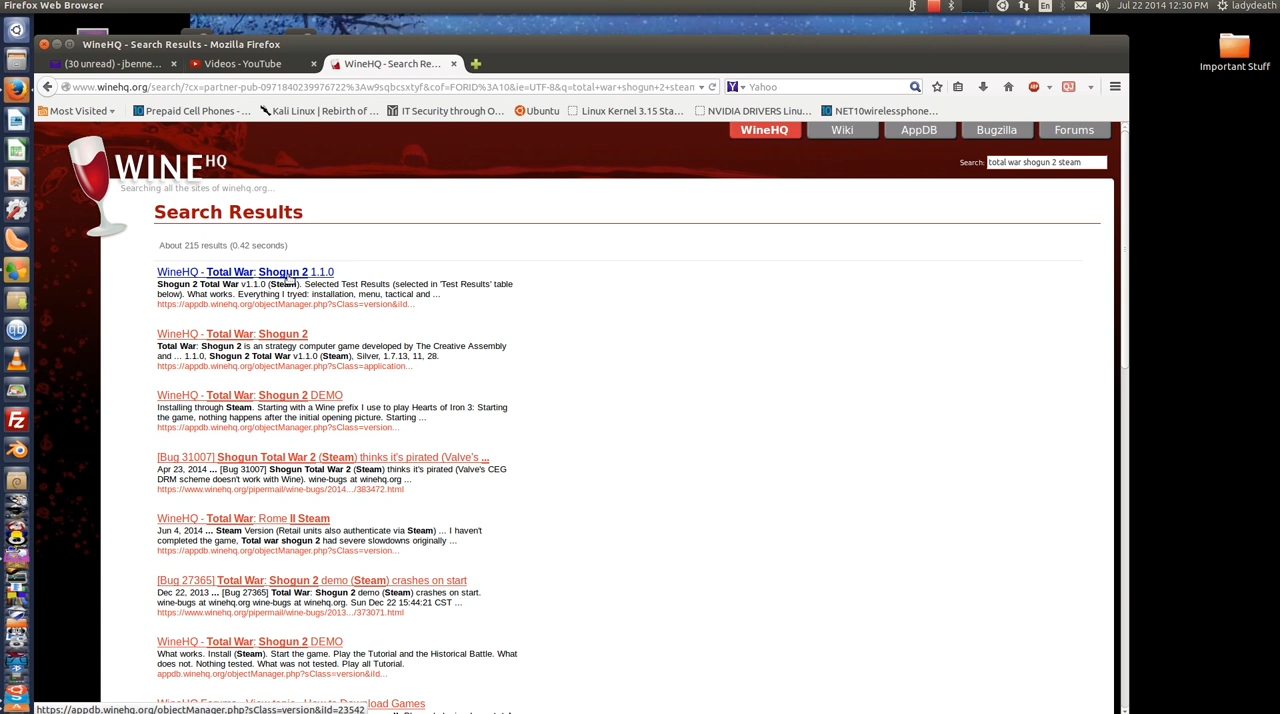 Firefox Web Browser
En
Jul 22 2014 12:30 PM
ladydeath
WineHQ - Search Results - Mozilla Firefox
Important Stuff
(30 unread) - jbenne...
Videos - YouTube
WineHQ - Search Re...
www.winehq.org/search/?cx=partner-pub-0971840239976722%3Aw9sqbcsxtyf&cof=FORID%3A10&ie=UTF-8&q=total+war+shogun+2+steam
Yahoo
Most Visited
Prepaid Cell Phones - ...
Kali Linux | Rebirth of ...
IT Security through O...
Ubuntu
Linux Kernel 3.15 Sta...
NVIDIA DRIVERS Linu...
NET10wirelessphone...
WineHQ
Wiki
AppDB
Bugzilla
Forums
WINE HQ
Search: total war shogun 2 steam
Searching all the sites of winehq.org...
Search Results
About 215 results (0.42 seconds)
WineHQ - Total War: Shogun 2 1.1.0
Shogun 2 Total War v1.1.0 (Steam). Selected Test Results (selected in 'Test Results' table
below). What works. Everything I tryed: installation, menu, tactical and ...
https://appdb.winehq.org/objectManager.php?sClass=version&iId...
WineHQ - Total War: Shogun 2
Total War: Shogun 2 is an strategy computer game developed by The Creative Assembly
and ... 1.1.0, Shogun 2 Total War v1.1.0 (Steam), Silver, 1.7.13, 11, 28.
https://appdb.winehq.org/objectManager.php?sClass=application...
WineHQ - Total War: Shogun 2 DEMO
Installing through Steam. Starting with a Wine prefix I use to play Hearts of Iron 3: Starting
the game, nothing happens after the initial opening picture. Starting ...
https://appdb.winehq.org/objectManager.php?sClass=version...
[Bug 31007] Shogun Total War 2 (Steam) thinks it's pirated (Valve's ...
Apr 23, 2014 ... [Bug 31007] Shogun Total War 2 (Steam) thinks it's pirated (Valve's CEG
DRM scheme doesn't work with Wine). wine-bugs at winehq.org ...
https://www.winehq.org/pipermail/wine-bugs/2014.../383472.html
WineHQ - Total War: Rome II Steam
Jun 4, 2014 ... Steam Version (Retail units also authenticate via Steam) ... I haven't
completed the game, Total war shogun 2 had severe slowdowns originally ...
https://appdb.winehq.org/objectManager.php?sClass=version...
[Bug 27365] Total War: Shogun 2 demo (Steam) crashes on start
Dec 22, 2013 ... [Bug 27365] Total War: Shogun 2 demo (Steam) crashes on start.
wine-bugs at winehq.org wine-bugs at winehq.org. Sun Dec 22 15:44:21 CST ...
https://www.winehq.org/pipermail/wine-bugs/2013.../373071.html
WineHQ - Total War: Shogun 2 DEMO
What works. Install (Steam). Start the game. Play the Tutorial and the Historical Battle. What
does not. Nothing tested. What was not tested. Play all Tutorial.
appdb.winehq.org/objectManager.php?sClass=version&iId...
WineHQ Forums - View topic - How to Download Games
https://appdb.winehq.org/objectManager.php?sClass=version&iId=23542